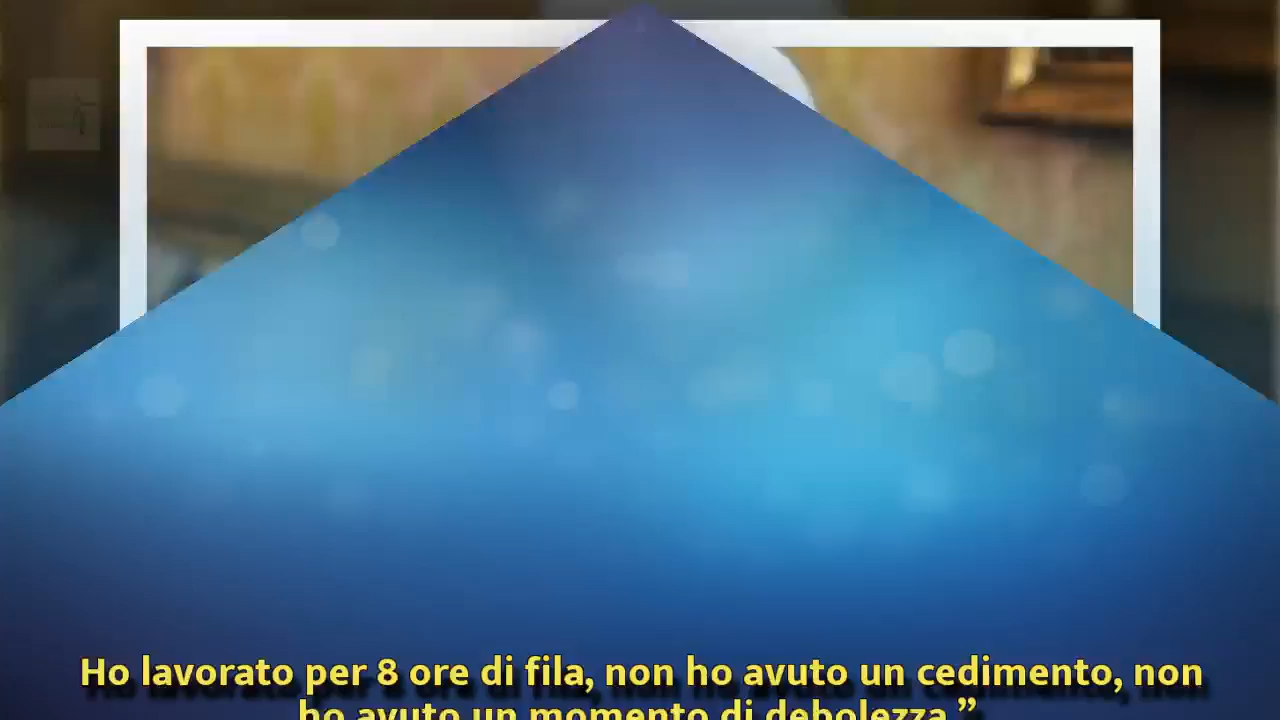 Ho lavorato per 8 ore di fila, non ho avuto un cedimento, non
ho avuto un momento di debolezza.”